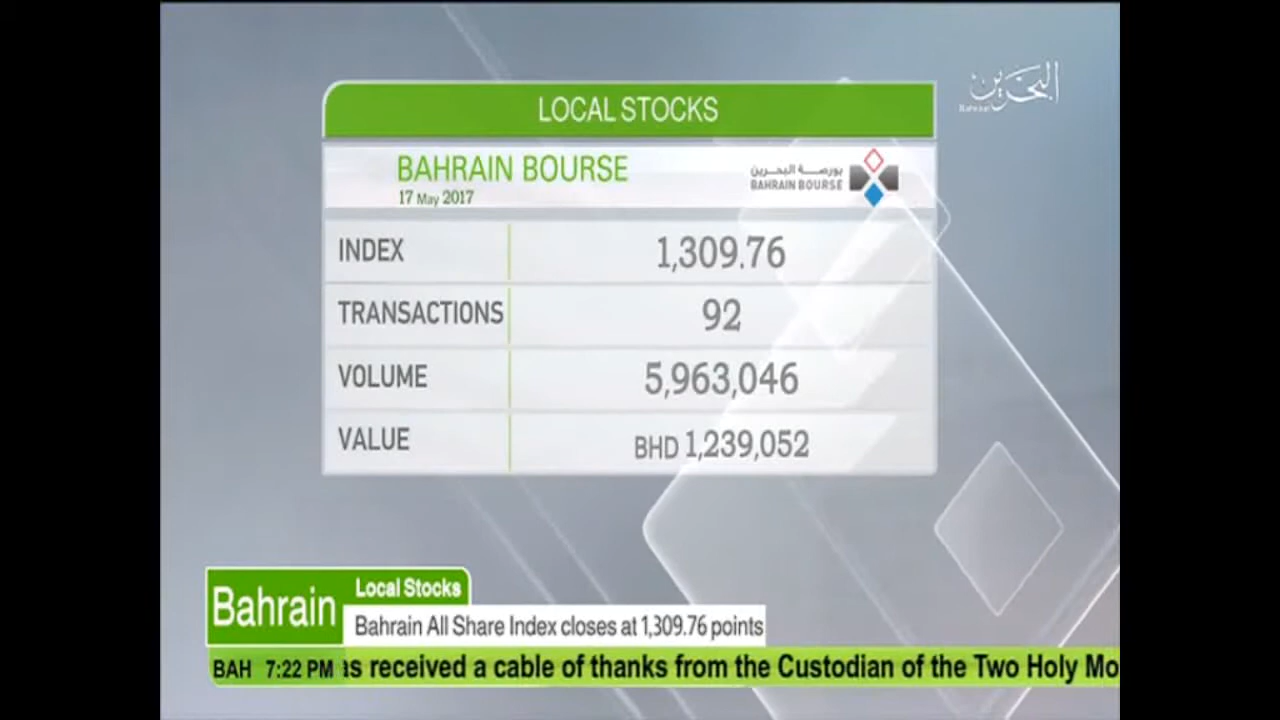 LOCAL STOCKS
البحرين
Bahrain
BAHRAIN BOURSE
17 May 2017
بورصة البحرين
BAHRAIN BOURSE
INDEX 1,309.76
TRANSACTIONS 92
VOLUME 5,963,046
VALUE BHD 1,239,052
Bahrain
Local Stocks
Bahrain All Share Index closes at 1,309.76 points
BAH 7:22 PM as received a cable of thanks from the Custodian of the Two Holy Mo